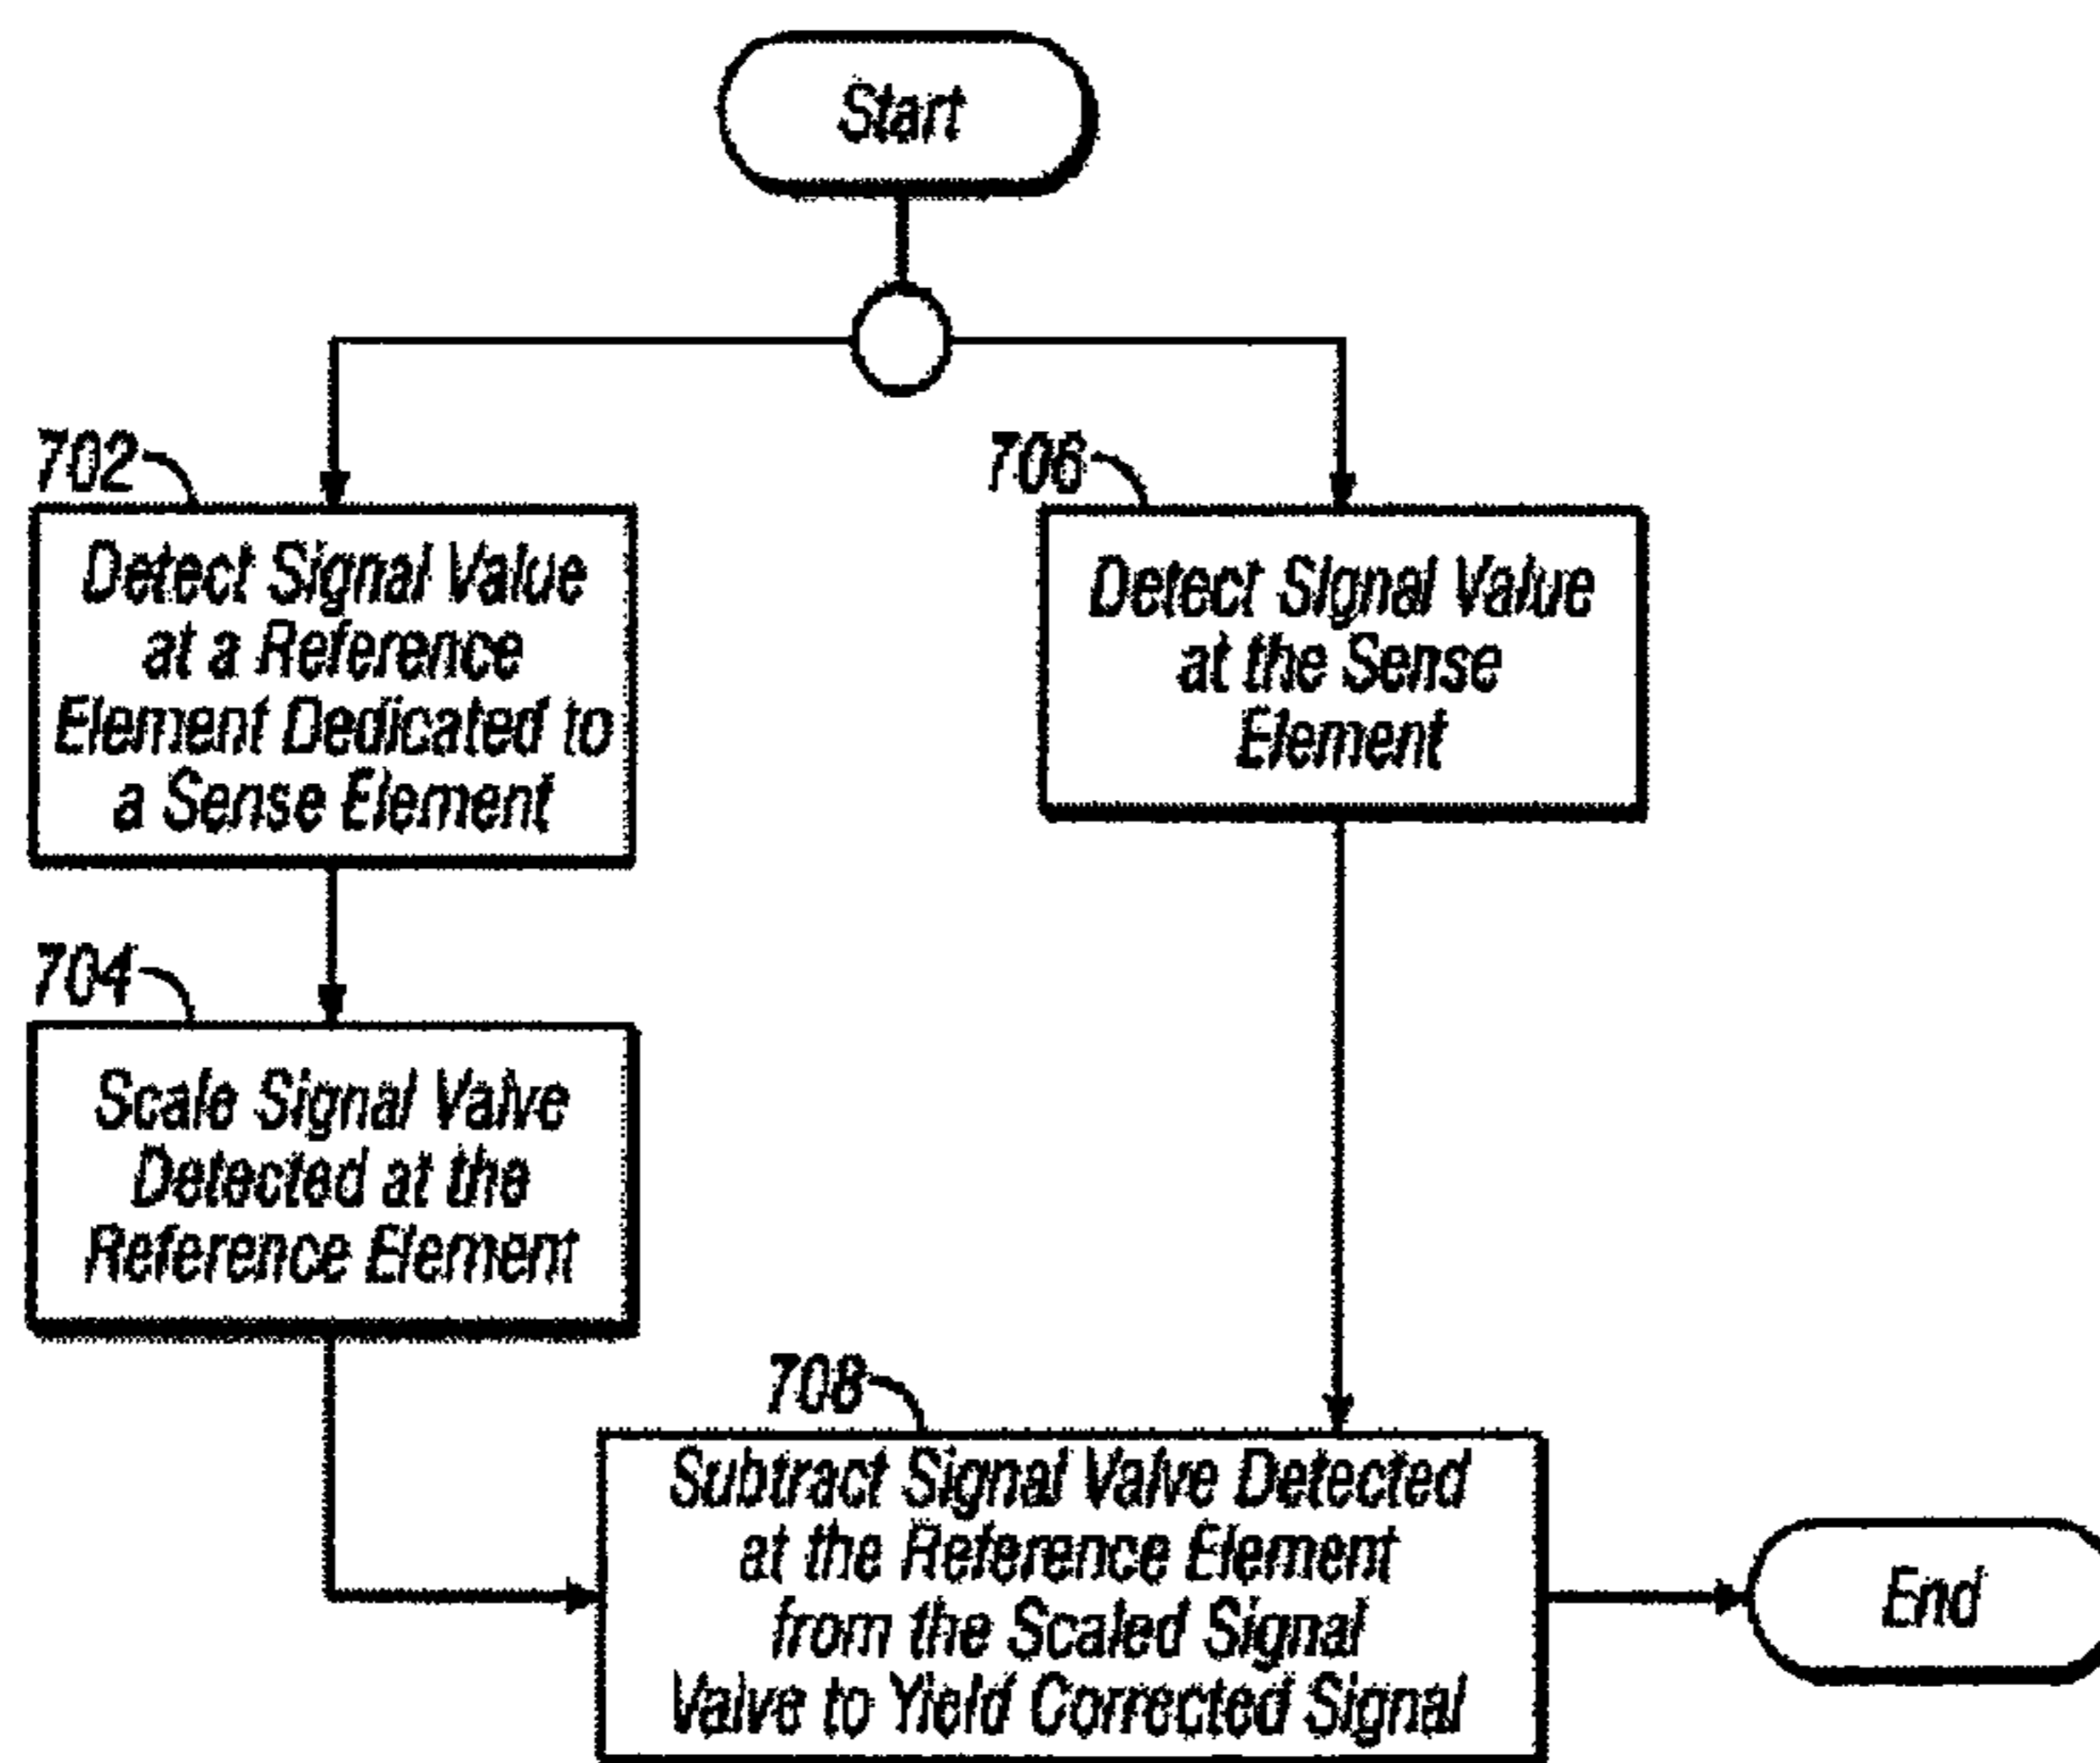 Start
702
Detect Signal Value
at a Reference
Element Dedicated to
a Sense Element
706
Detect Signal Value
at the Sense
Element
704
Scale Signal Valve
Detected at the
Reference Element
708
Subtract Signal Valve Detected
at the Reference Element
from the Scaled Signal
Valve to Yield Corrected Signal
End